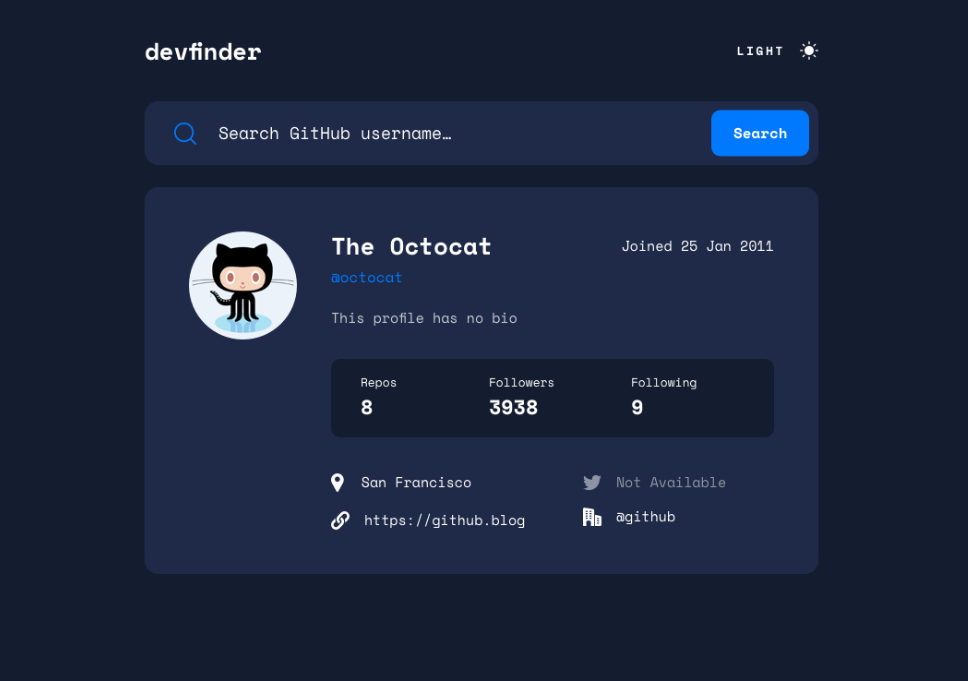 devfinder
LIGHT
Search GitHub username…
Search
The Octocat
Joined 25 Jan 2011
@octocat
This profile has no bio
Repos
Followers
Following
8
3938
9
San Francisco
Not Available
https://github.blog
@github